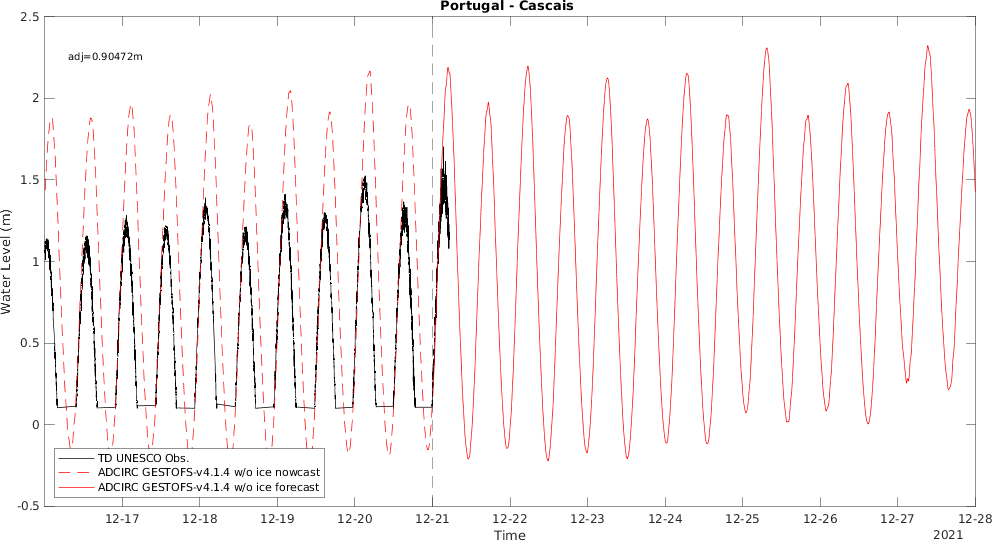 Portugal - Cascais
adj=0.90472m
Water Level (m)
2.5
2
1.5
1
0.5
0
-0.5
TD UNESCO Obs.
ADCIRC GESTOFS-v4.1.4 w/o ice nowcast
ADCIRC GESTOFS-v4.1.4 w/o ice forecast
12-17 12-18 12-19 12-20 12-21 12-22 12-23 12-24 12-25 12-26 12-27 12-28
Time
2021